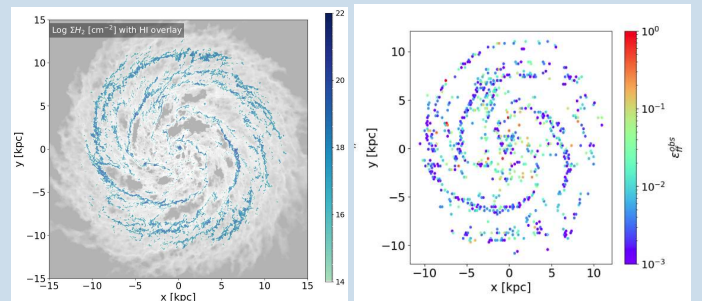 Log ΣH₂ [cm⁻²] with HI overlay
15
10
5
0
−5
−10
−15
y [kpc]
−15 −10 −5 0 5 10 15
x [kpc]
22
20
18
16
14
10
5
0
−5
−10
y [kpc]
−10 −5 0 5 10
x [kpc]
10⁰
10⁻¹
10⁻²
10⁻³
ε_ff^obs